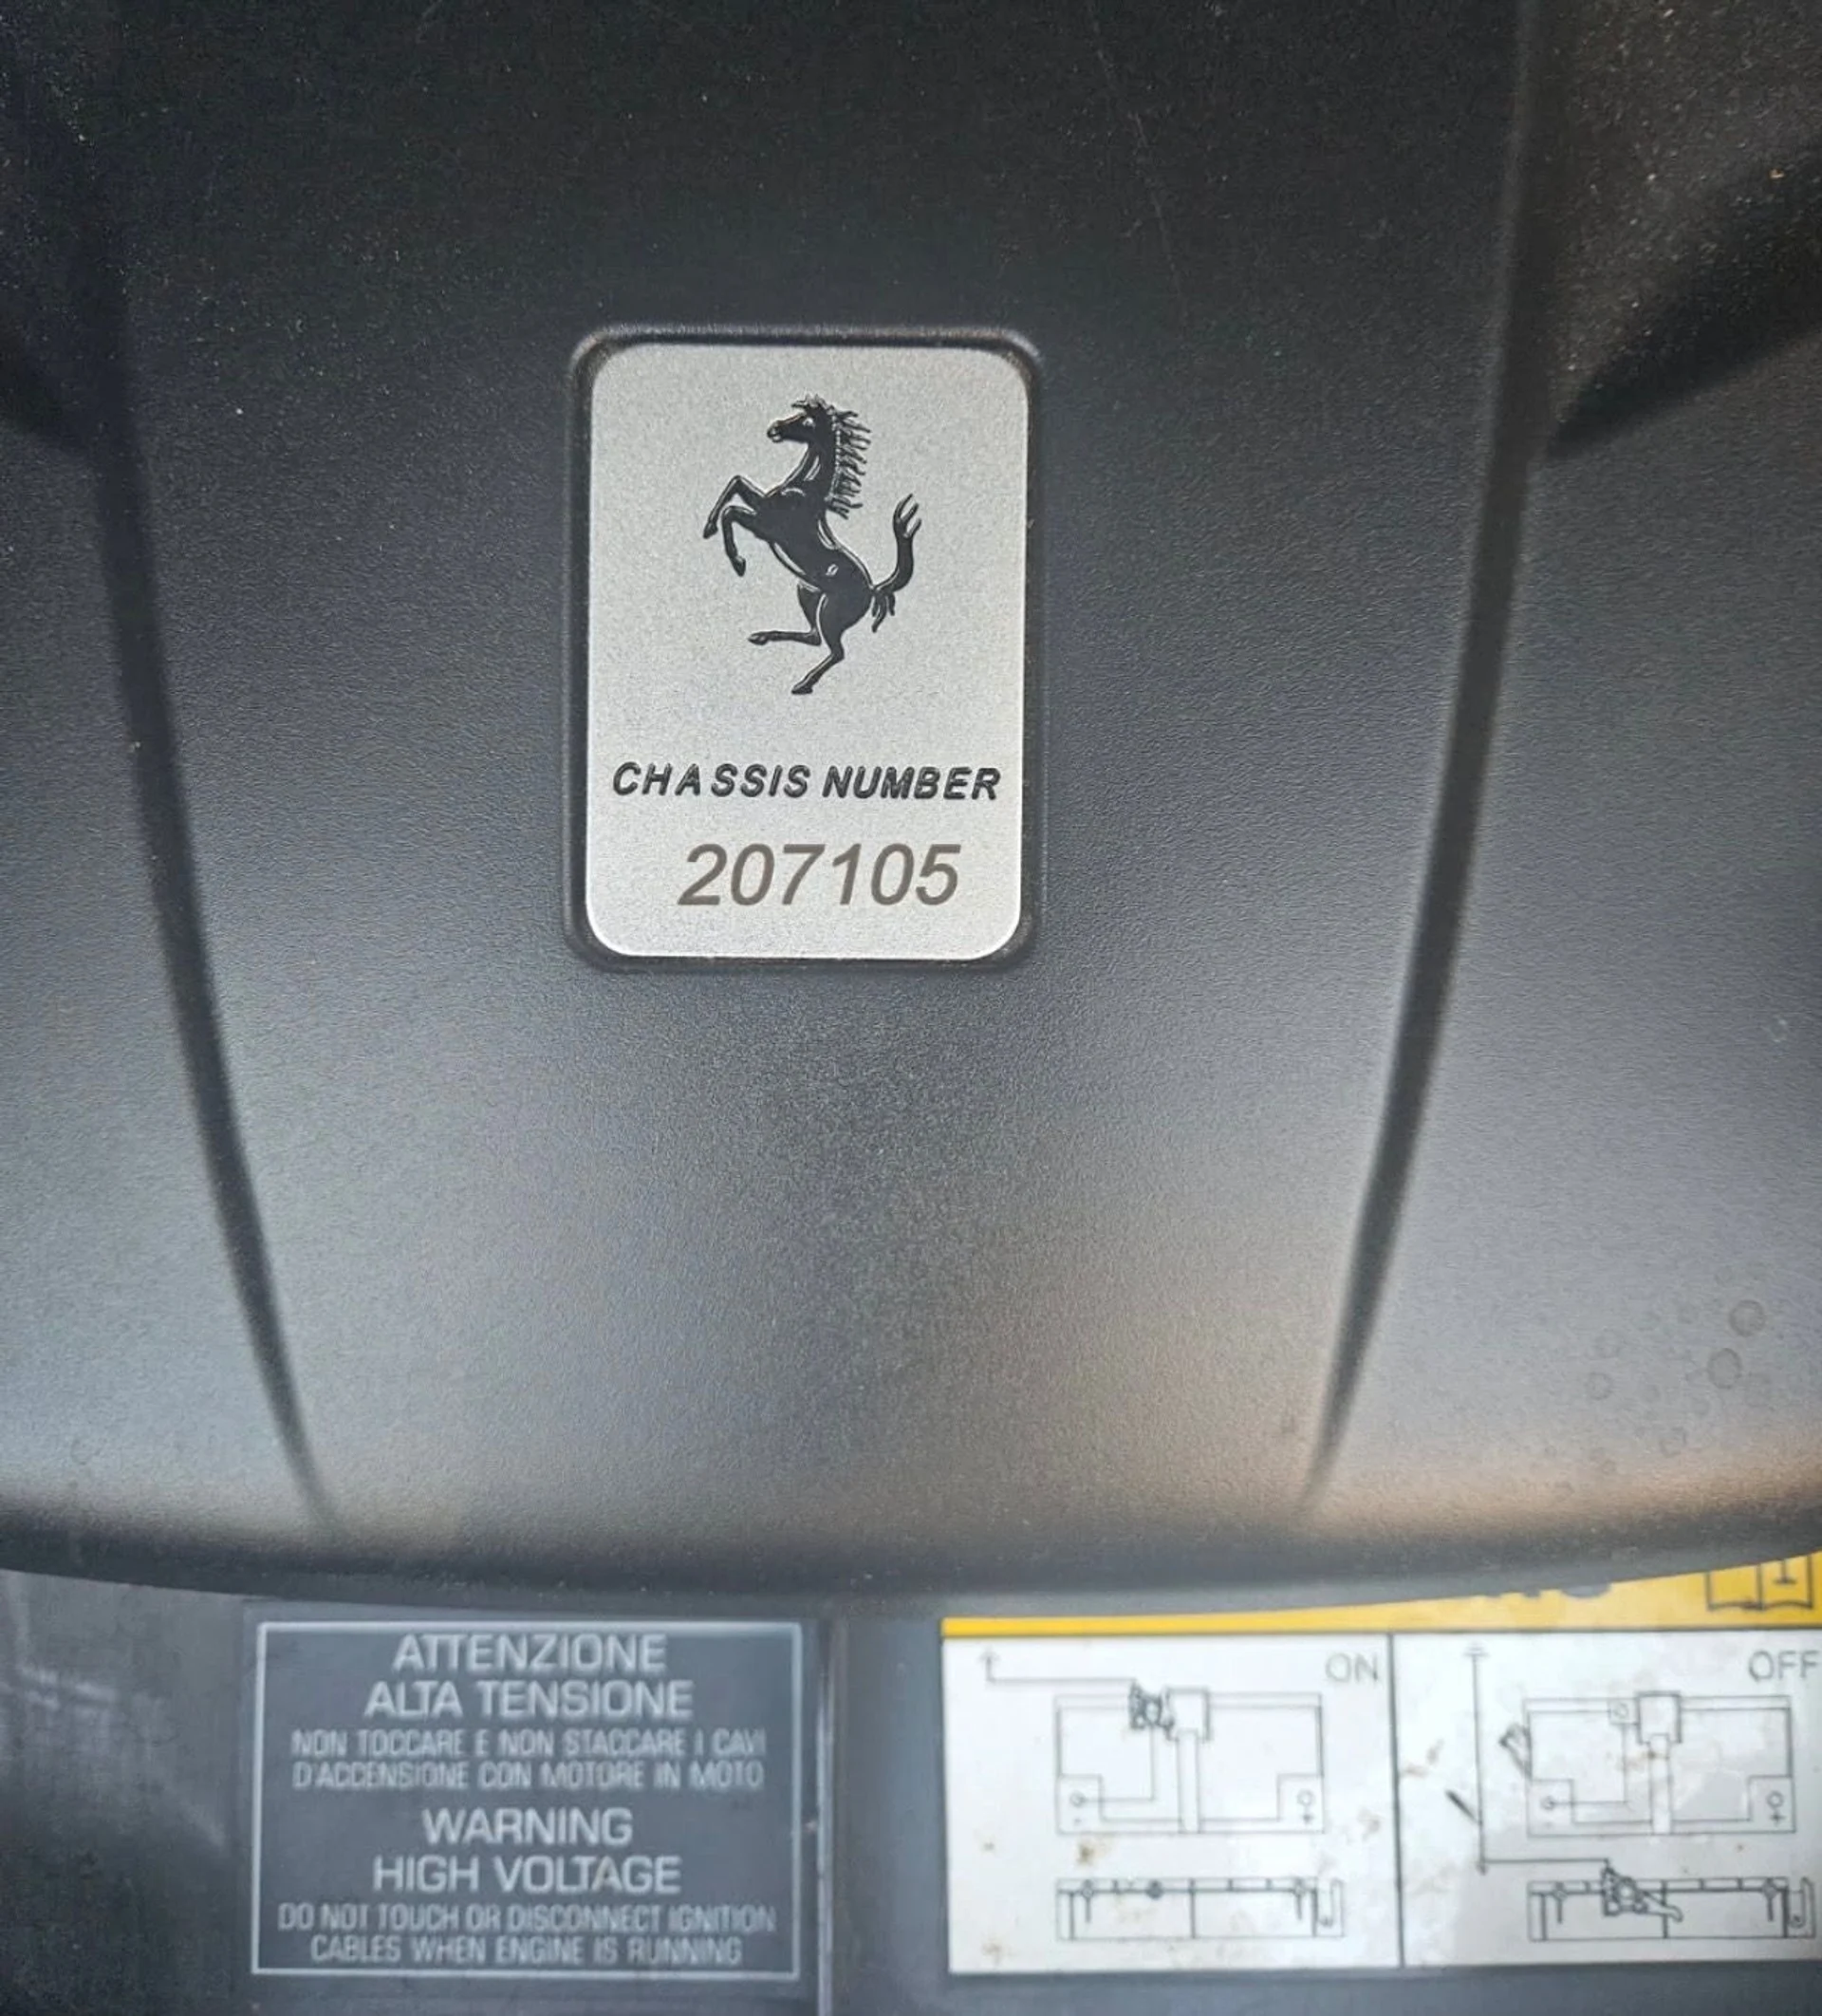 CHASSIS NUMBER
207105
ATTENZIONE
ALTA TENSIONE
NON TOCCARE E NON STACCARE I CAVI
D'ACCENSIONE CON MOTORE IN MOTO
WARNING
HIGH VOLTAGE
DO NOT TOUCH OR DISCONNECT IGNITION
CABLES WHEN ENGINE IS RUNNING
ON
OFF